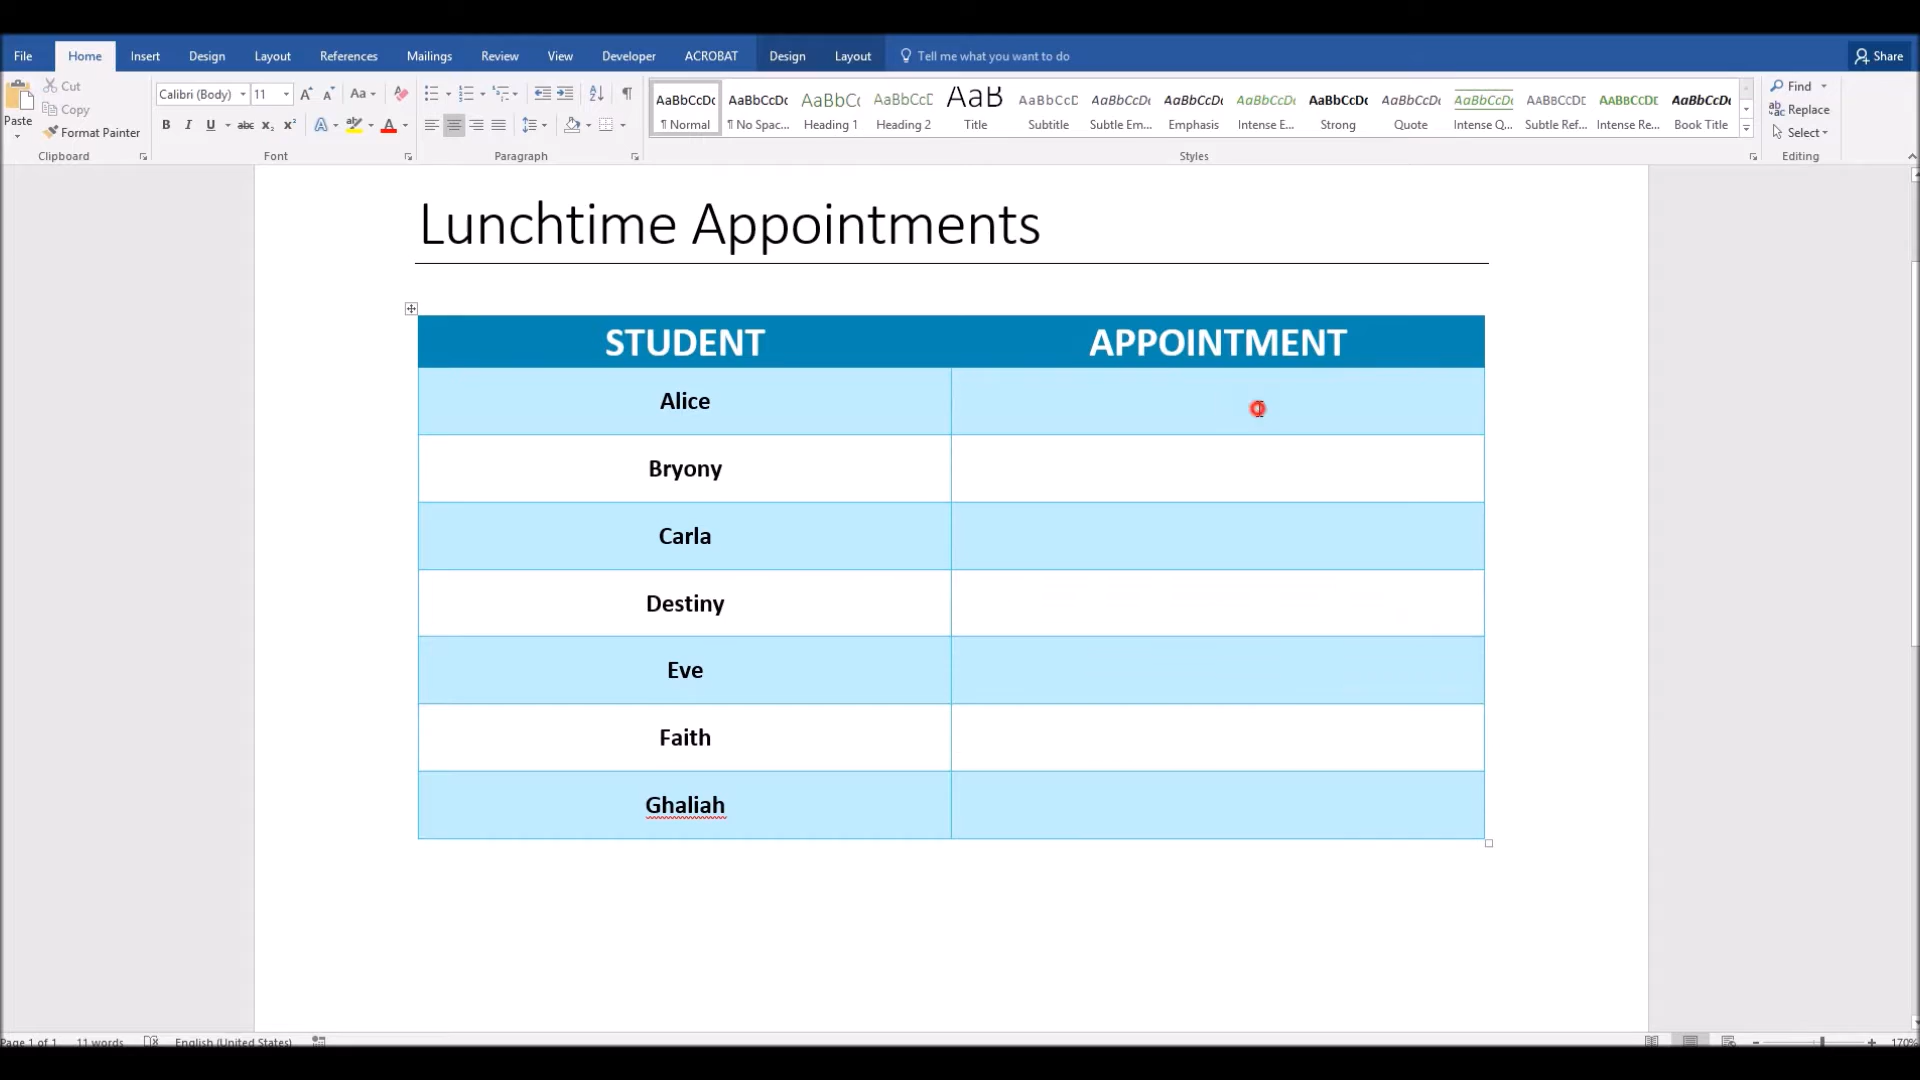 File Home Insert Design Layout References Mailings Review View Developer ACROBAT Design Layout Tell me what you want to do Share
Cut
Copy
Format Painter
Paste
Clipboard
Calibri (Body) 11
Font
Paragraph
AaBbCcDc AaBbCcDc AaBbCc AaBbCcC AaB AaBbCcD AaBbCcDc AaBbCcDc AaBbCcDc AaBbCcDc AaBbCcDc AaBbCcDc AABBCCDE AABBCCDE AaBbCcDc
¶ Normal ¶ No Spac... Heading 1 Heading 2 Title Subtitle Subtle Em... Emphasis Intense E... Strong Quote Intense Q... Subtle Ref... Intense Re... Book Title
Styles
Find
Replace
Select
Editing
Lunchtime Appointments
STUDENT APPOINTMENT
Alice
Bryony
Carla
Destiny
Eve
Faith
Ghaliah
Page 1 of 1 11 words English (United States) 170%